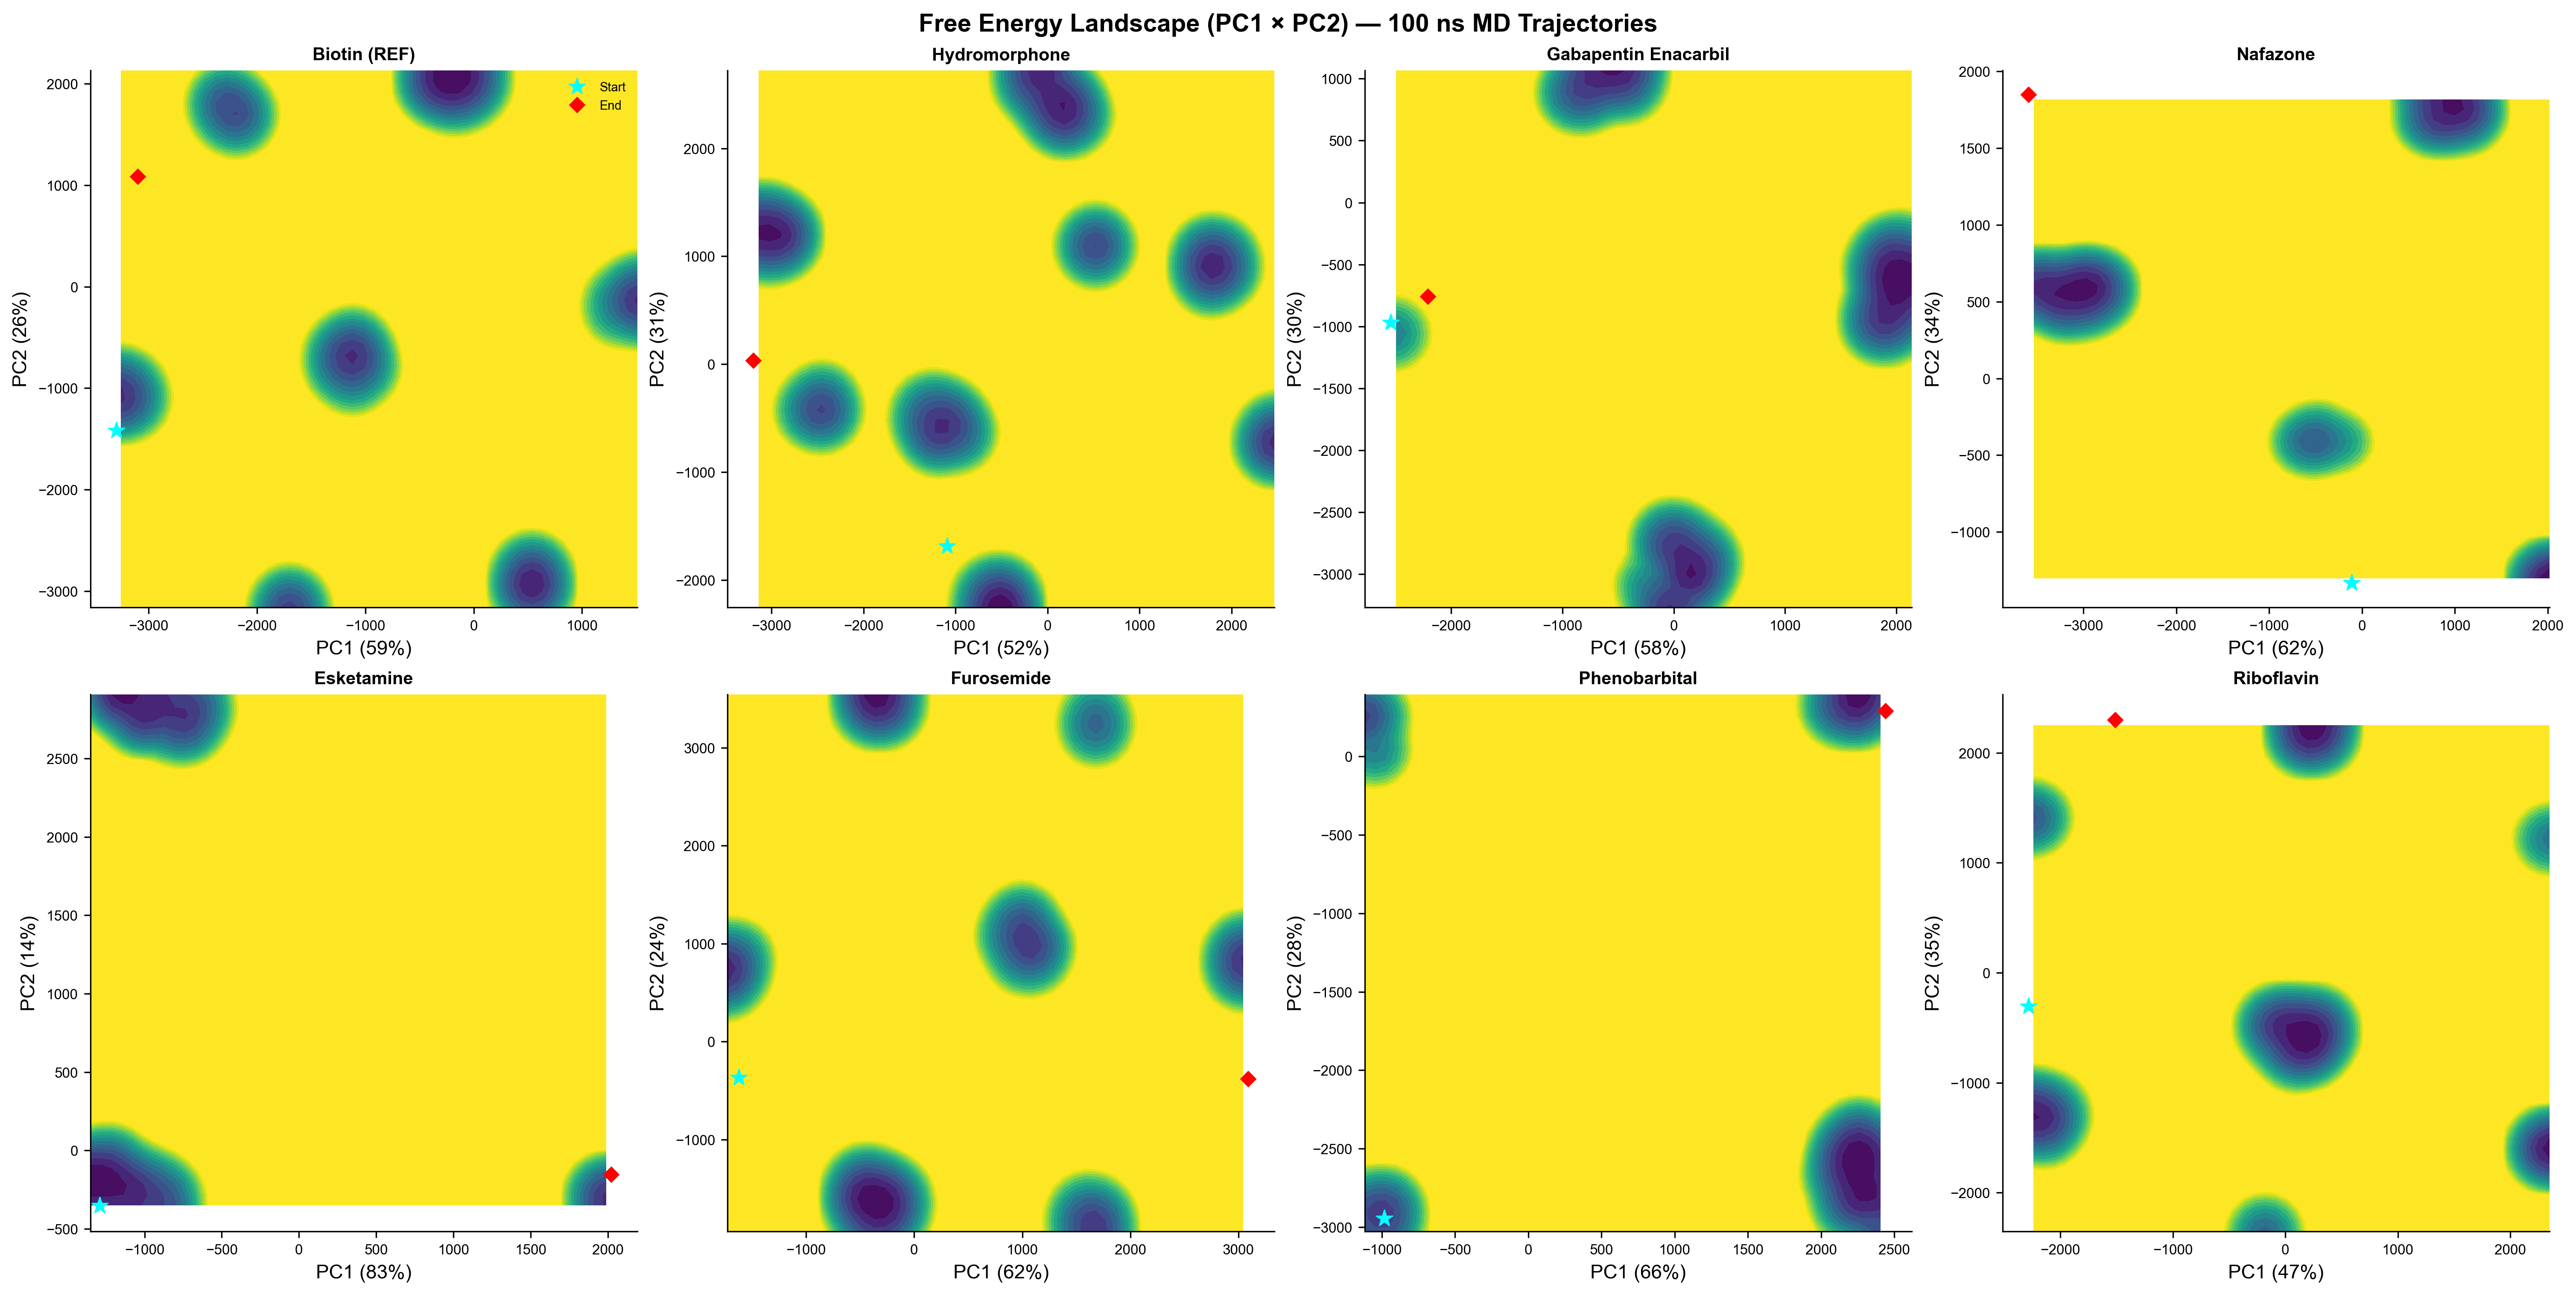 Free Energy Landscape (PC1 × PC2) — 100 ns MD Trajectories
Biotin (REF)
Start
End
2000
1000
0
−1000
−2000
−3000
PC2 (26%)
−3000 −2000 −1000 0 1000
PC1 (59%)
Hydromorphone
2000
1000
0
−1000
−2000
PC2 (31%)
−3000 −2000 −1000 0 1000 2000
PC1 (52%)
Gabapentin Enacarbil
1000
500
0
−500
−1000
−1500
−2000
−2500
−3000
PC2 (30%)
−2000 −1000 0 1000 2000
PC1 (58%)
Nafazone
2000
1500
1000
500
0
−500
−1000
PC2 (34%)
−3000 −2000 −1000 0 1000 2000
PC1 (62%)
Esketamine
2500
2000
1500
1000
500
0
−500
PC2 (14%)
−1000 −500 0 500 1000 1500 2000
PC1 (83%)
Furosemide
3000
2000
1000
0
−1000
PC2 (24%)
−1000 0 1000 2000 3000
PC1 (62%)
Phenobarbital
0
−500
−1000
−1500
−2000
−2500
−3000
PC2 (28%)
−1000 −500 0 500 1000 1500 2000 2500
PC1 (66%)
Riboflavin
2000
1000
0
−1000
−2000
PC2 (35%)
−2000 −1000 0 1000 2000
PC1 (47%)